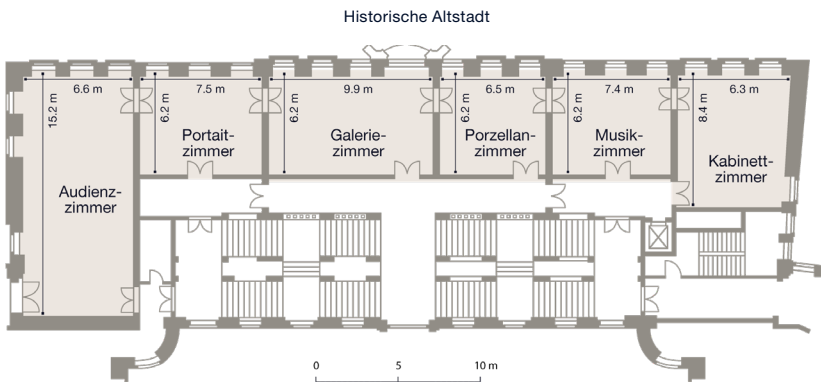 Historische Altstadt
6.6 m
7.5 m
9.9 m
6.5 m
7.4 m
6.3 m
15.2 m
6.2 m
6.2 m
6.2 m
6.2 m
8.4 m
Audienz-
zimmer
Portait-
zimmer
Galerie-
zimmer
Porzellan-
zimmer
Musik-
zimmer
Kabinett-
zimmer
0
5
10 m